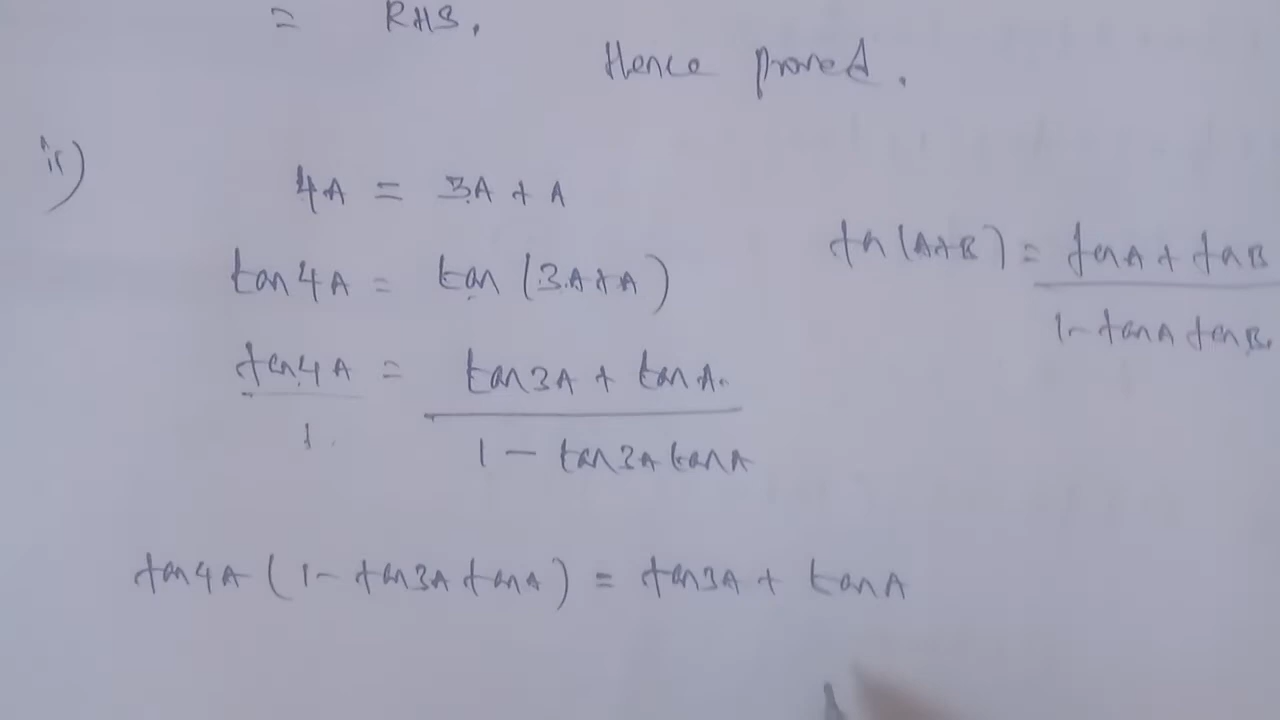 = RHS.
Hence proved.
ii)
4A = 3A + A
tan4A = tan (3A+A)
tan(A+B) = tanA + tanB
1 - tanA tanB.
tan4A = tan3A + tanA.
1 1 - tan3A tanA
tan4A (1 - tan3A tanA) = tan3A + tanA